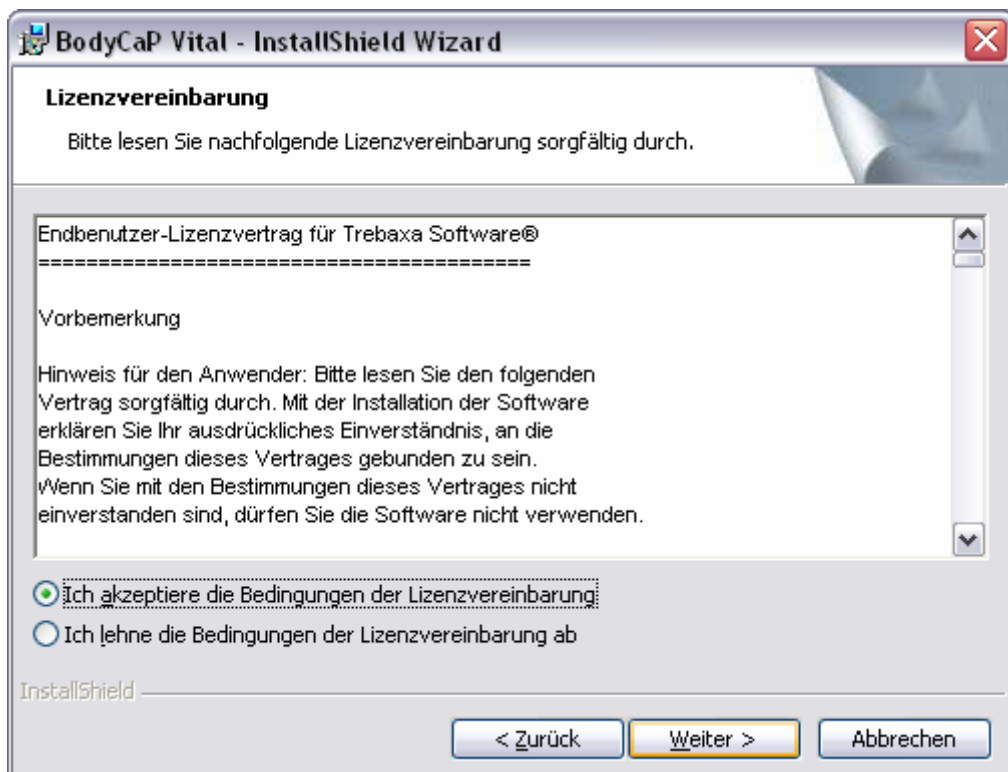 BodyCaP Vital - InstallShield Wizard
Lizenzvereinbarung
Bitte lesen Sie nachfolgende Lizenzvereinbarung sorgfältig durch.
Endbenutzer-Lizenzvertrag für Trebaxa Software®
=========================================
Vorbemerkung
Hinweis für den Anwender: Bitte lesen Sie den folgenden
Vertrag sorgfältig durch. Mit der Installation der Software
erklären Sie Ihr ausdrückliches Einverständnis, an die
Bestimmungen dieses Vertrages gebunden zu sein.
Wenn Sie mit den Bestimmungen dieses Vertrages nicht
einverstanden sind, dürfen Sie die Software nicht verwenden.
Ich akzeptiere die Bedingungen der Lizenzvereinbarung
Ich lehne die Bedingungen der Lizenzvereinbarung ab
InstallShield
< Zurück Weiter > Abbrechen